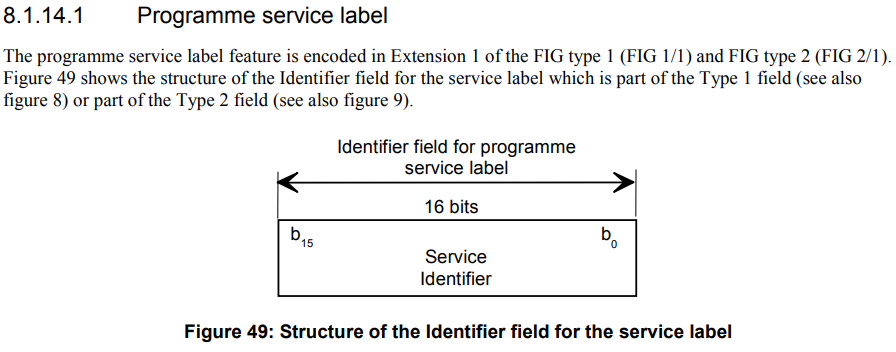 8.1.14.1 Programme service label
The programme service label feature is encoded in Extension 1 of the FIG type 1 (FIG 1/1) and FIG type 2 (FIG 2/1).
Figure 49 shows the structure of the Identifier field for the service label which is part of the Type 1 field (see also
figure 8) or part of the Type 2 field (see also figure 9).
Identifier field for programme
service label
16 bits
b15 b0
Service
Identifier
Figure 49: Structure of the Identifier field for the service label